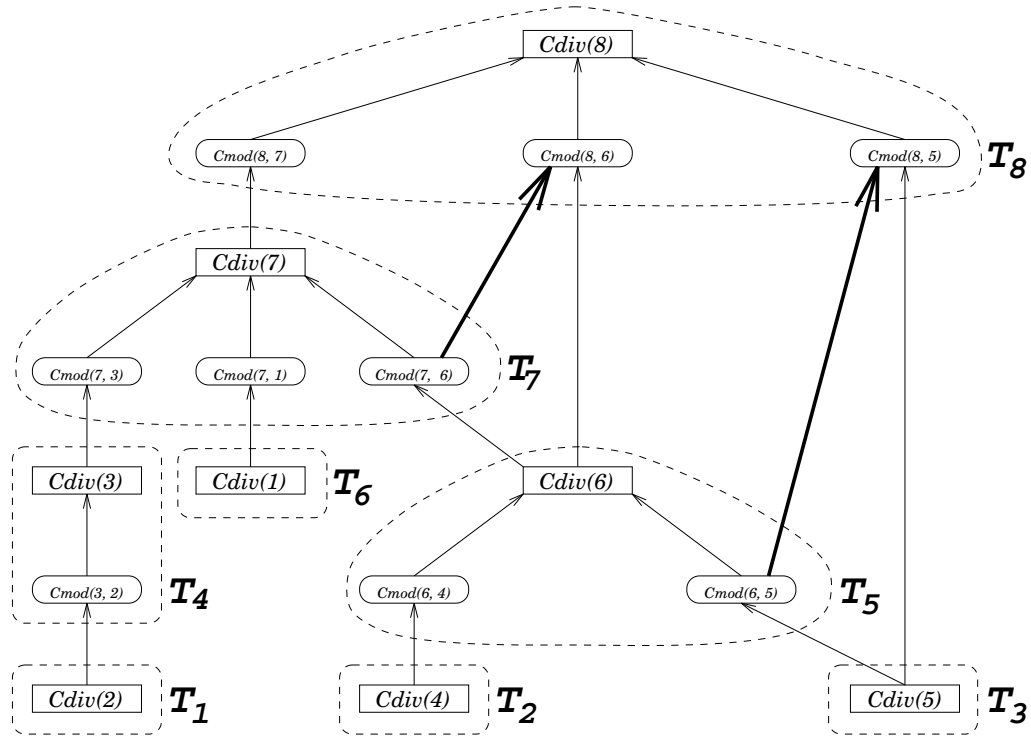 Cdiv(8)
Cmod(8, 7)
Cmod(8, 6)
Cmod(8, 5)
T8
Cdiv(7)
Cmod(7, 3)
Cmod(7, 1)
Cmod(7, 6)
T7
Cdiv(3)
Cdiv(1)
T6
Cdiv(6)
Cmod(3, 2)
T4
Cmod(6, 4)
Cmod(6, 5)
T5
Cdiv(2)
T1
Cdiv(4)
T2
Cdiv(5)
T3